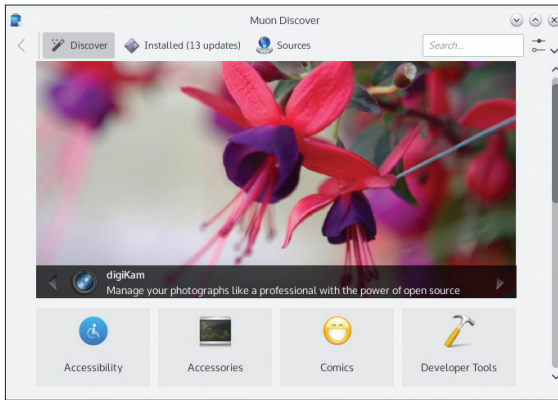 Muon Discover
Discover
Installed (13 updates)
Sources
Search...
digiKam
Manage your photographs like a professional with the power of open source
Accessibility
Accessories
Comics
Developer Tools